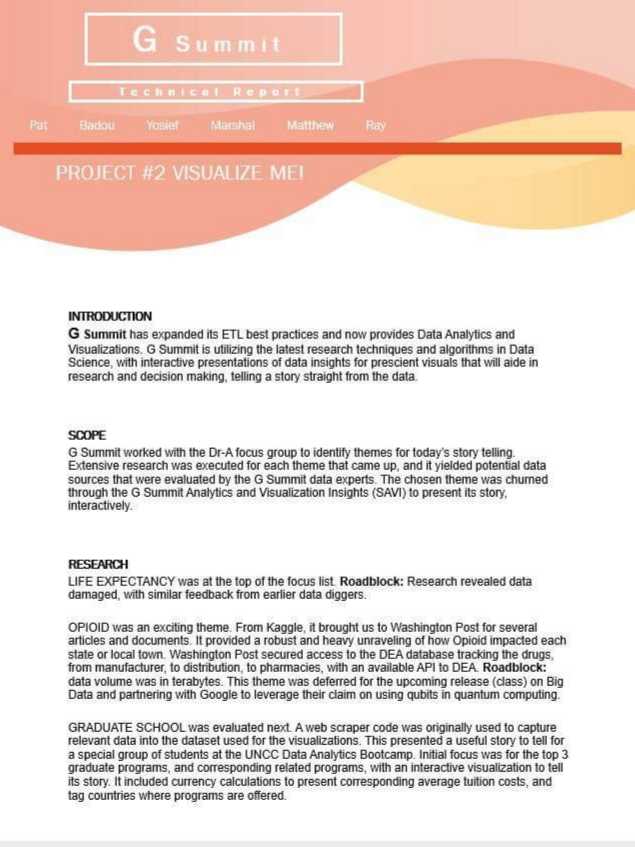 G Summit
Technical Report
Pat Badou Yosief Marshal Matthew Ray
PROJECT #2 VISUALIZE ME!
INTRODUCTION
G Summit has expanded its ETL best practices and now provides Data Analytics and
Visualizations. G Summit is utilizing the latest research techniques and algorithms in Data
Science, with interactive presentations of data insights for prescient visuals that will aide in
research and decision making, telling a story straight from the data.
SCOPE
G Summit worked with the Dr-A focus group to identify themes for today's story telling.
Extensive research was executed for each theme that came up, and it yielded potential data
sources that were evaluated by the G Summit data experts. The chosen theme was churned
through the G Summit Analytics and Visualization Insights (SAVI) to present its story,
interactively.
RESEARCH
LIFE EXPECTANCY was at the top of the focus list. Roadblock: Research revealed data
damaged, with similar feedback from earlier data diggers.
OPIOID was an exciting theme. From Kaggle, it brought us to Washington Post for several
articles and documents. It provided a robust and heavy unraveling of how Opioid impacted each
state or local town. Washington Post secured access to the DEA database tracking the drugs,
from manufacturer, to distribution, to pharmacies, with an available API to DEA. Roadblock:
data volume was in terabytes. This theme was deferred for the upcoming release (class) on Big
Data and partnering with Google to leverage their claim on using qubits in quantum computing.
GRADUATE SCHOOL was evaluated next. A web scraper code was originally used to capture
relevant data into the dataset used for the visualizations. This presented a useful story to tell for
a special group of students at the UNCC Data Analytics Bootcamp. Initial focus was for the top 3
graduate programs, and corresponding related programs, with an interactive visualization to tell
its story. It included currency calculations to present corresponding average tuition costs, and
tag countries where programs are offered.